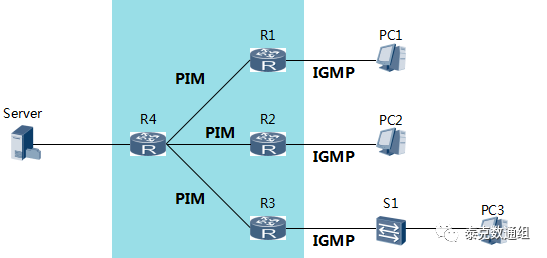 R1
PC1
PIM
IGMP
Server
R4
PIM
R2
PC2
IGMP
PIM
R3
S1
PC3
IGMP
泰克数通组